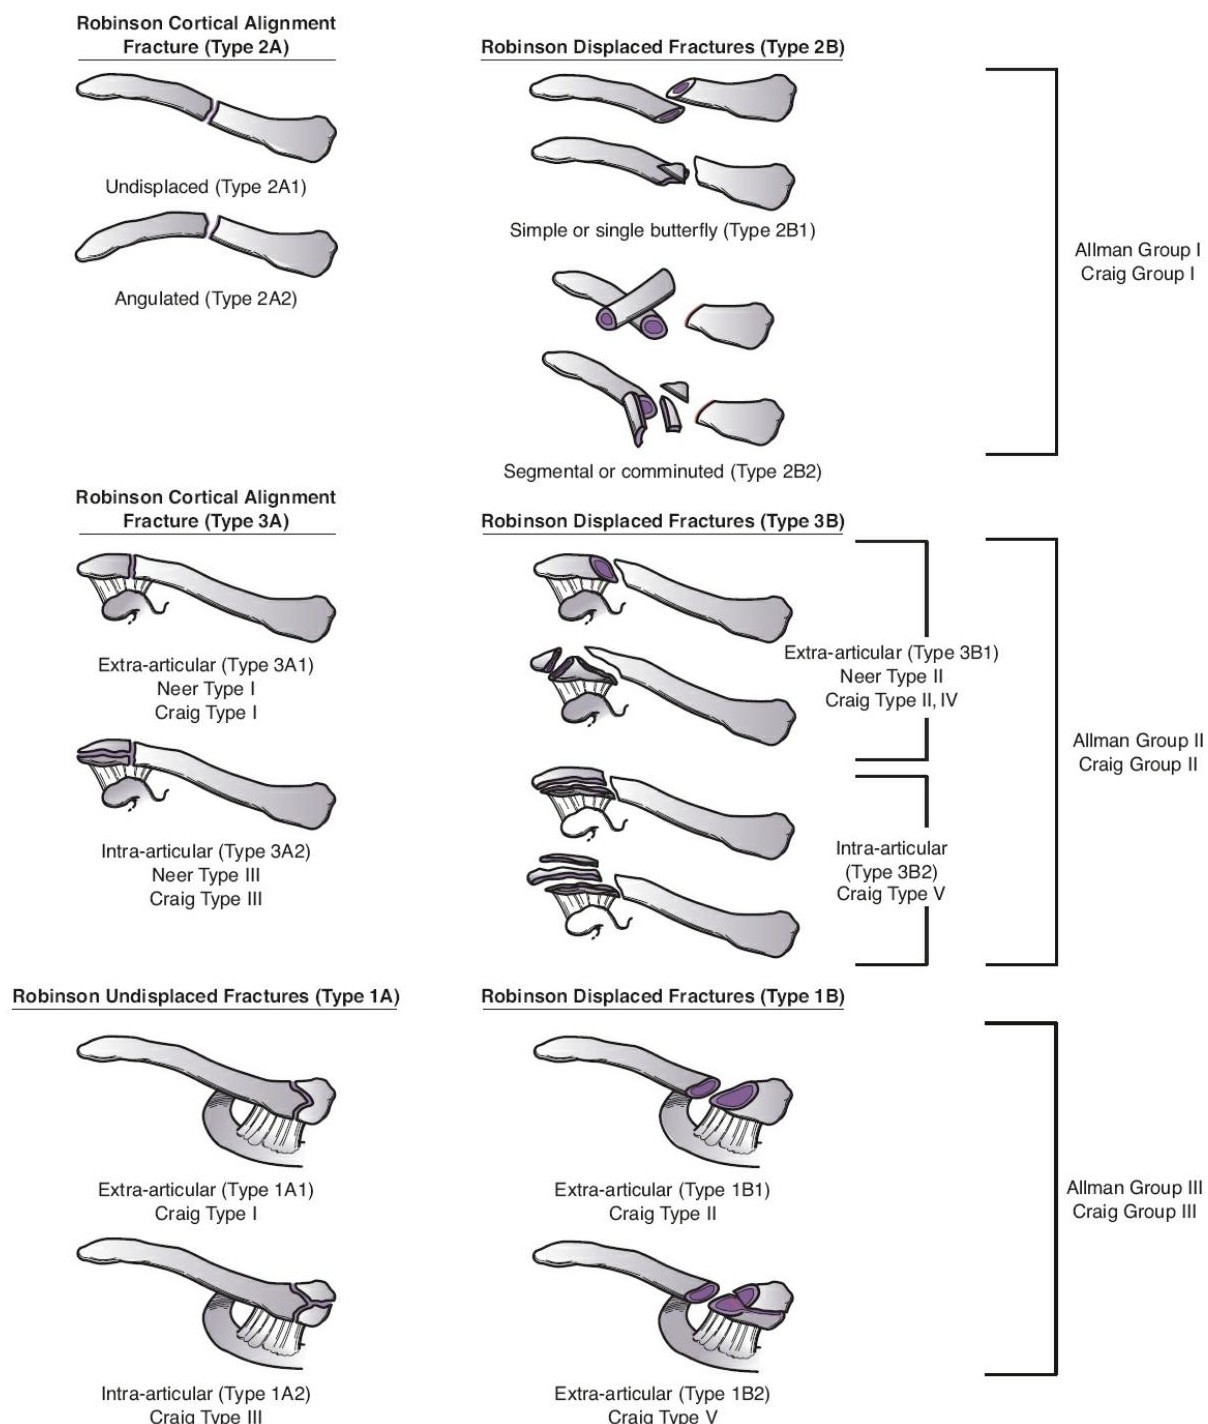 Robinson Cortical Alignment
Fracture (Type 2A)
Undisplaced (Type 2A1)
Angulated (Type 2A2)
Robinson Displaced Fractures (Type 2B)
Simple or single butterfly (Type 2B1)
Segmental or comminuted (Type 2B2)
Allman Group I
Craig Group I
Robinson Cortical Alignment
Fracture (Type 3A)
Extra-articular (Type 3A1)
Neer Type I
Craig Type I
Intra-articular (Type 3A2)
Neer Type III
Craig Type III
Robinson Displaced Fractures (Type 3B)
Extra-articular (Type 3B1)
Neer Type II
Craig Type II, IV
Intra-articular
(Type 3B2)
Craig Type V
Allman Group II
Craig Group II
Robinson Undisplaced Fractures (Type 1A)
Extra-articular (Type 1A1)
Craig Type I
Intra-articular (Type 1A2)
Craig Type III
Robinson Displaced Fractures (Type 1B)
Extra-articular (Type 1B1)
Craig Type II
Extra-articular (Type 1B2)
Craig Type V
Allman Group III
Craig Group III